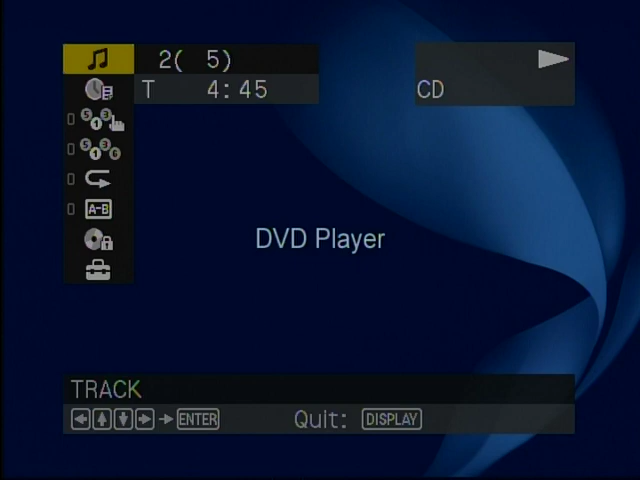 2( 5)
T 4:45
CD
A-B
DVD Player
TRACK
ENTER Quit: DISPLAY